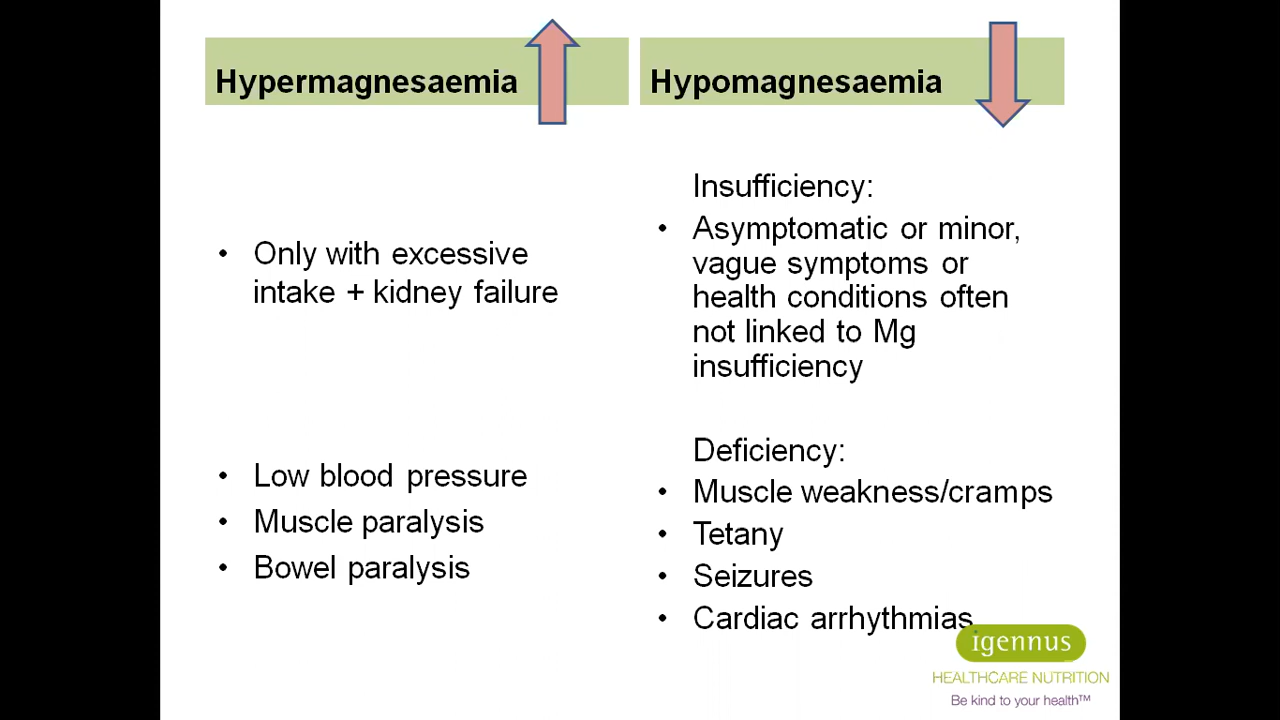 Hypermagnesaemia
• Only with excessive
intake + kidney failure
• Low blood pressure
• Muscle paralysis
• Bowel paralysis
Hypomagnesaemia
Insufficiency:
• Asymptomatic or minor,
vague symptoms or
health conditions often
not linked to Mg
insufficiency
Deficiency:
• Muscle weakness/cramps
• Tetany
• Seizures
• Cardiac arrhythmias
igennus
HEALTHCARE NUTRITION
Be kind to your health™